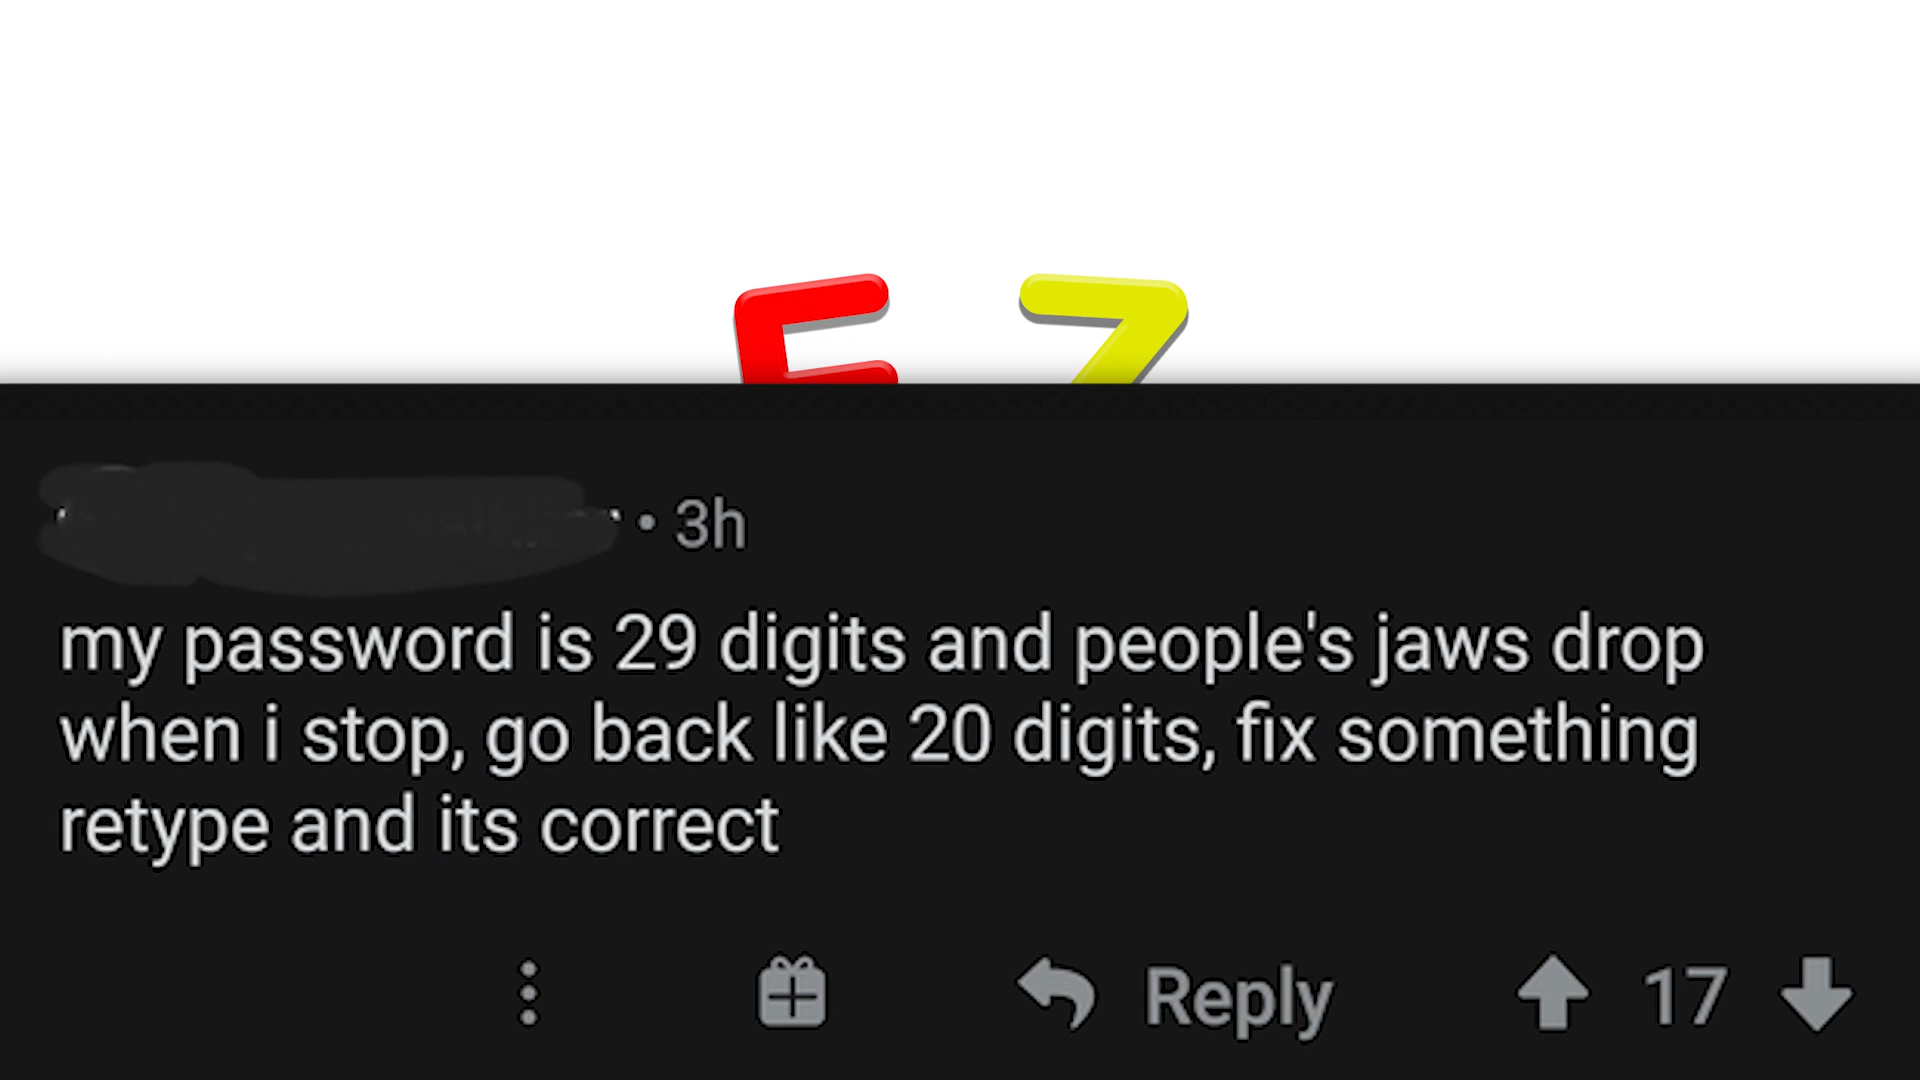 E Z
• 3h
my password is 29 digits and people's jaws drop
when i stop, go back like 20 digits, fix something
retype and its correct
Reply 17